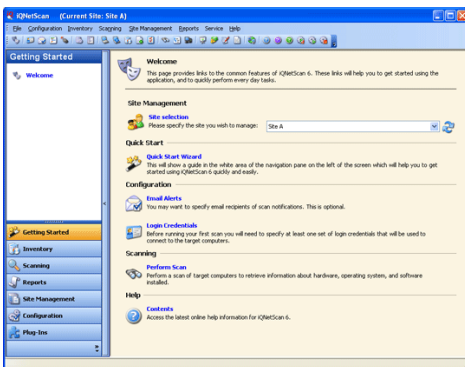 iQNetScan (Current Site: Site A)
File Configuration Inventory Scanning Site Management Reports Service Help
Getting Started
Welcome
Welcome
This page provides links to the common features of iQNetScan 6. These links will help you to get started using the
application, and to quickly perform every day tasks.
Site Management
Site selection
Please specify the site you wish to manage:
Site A
Quick Start
Quick Start Wizard
This will show a guide in the white area of the navigation pane on the left of the screen which will help you to get
started using iQNetScan 6 quickly and easily.
Configuration
Email Alerts
You may want to specify email recipients of scan notifications. This is optional.
Login Credentials
Before running your first scan you will need to specify at least one set of login credentials that will be used to
connect to the target computers.
Scanning
Perform Scan
Perform a scan of target computers to retrieve information about hardware, operating system, and software
installed.
Help
Contents
Access the latest online help information for iQNetScan 6.
Getting Started
Inventory
Scanning
Reports
Site Management
Configuration
Plug-Ins